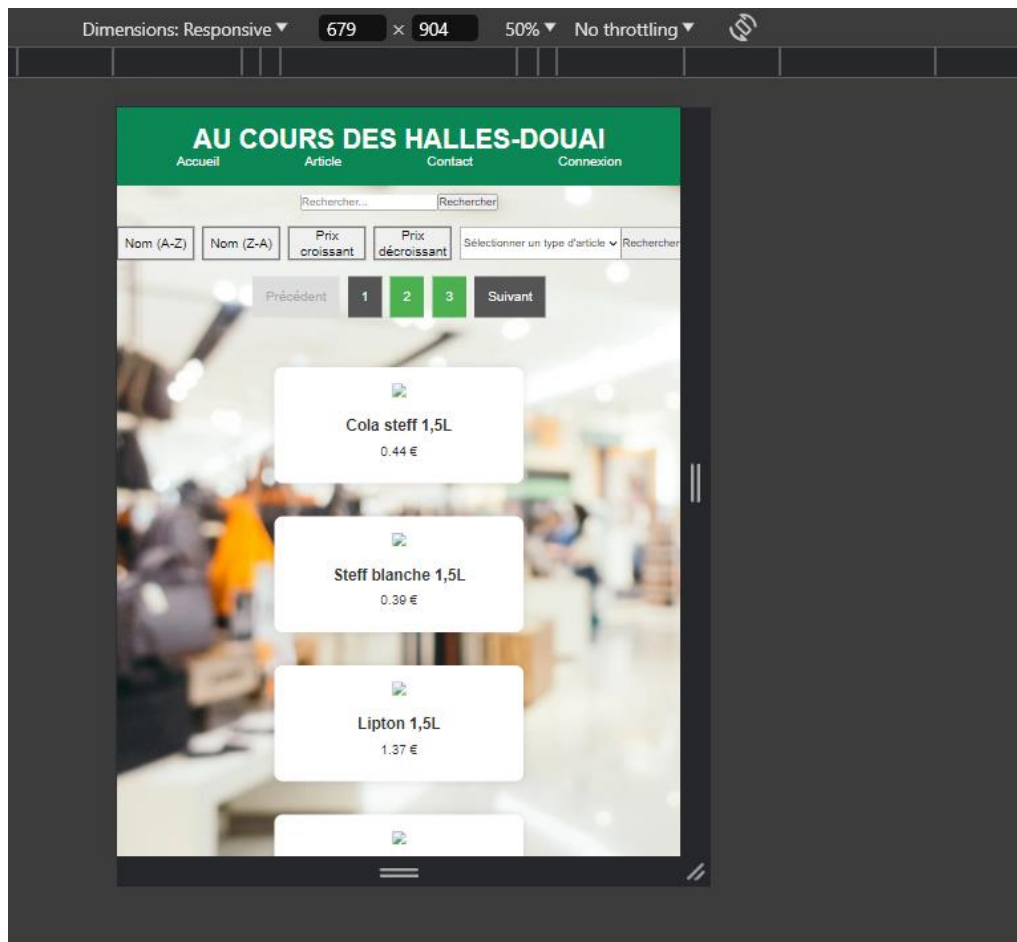 Dimensions: Responsive 679 × 904 50% No throttling
AU COURS DES HALLES-DOUAI
Accueil Article Contact Connexion
Rechercher... Rechercher
Nom (A-Z) Nom (Z-A) Prix croissant Prix décroissant Sélectionner un type d'article Rechercher
Précédent 1 2 3 Suivant
Cola steff 1,5L
0.44 €
Steff blanche 1,5L
0.39 €
Lipton 1,5L
1.37 €